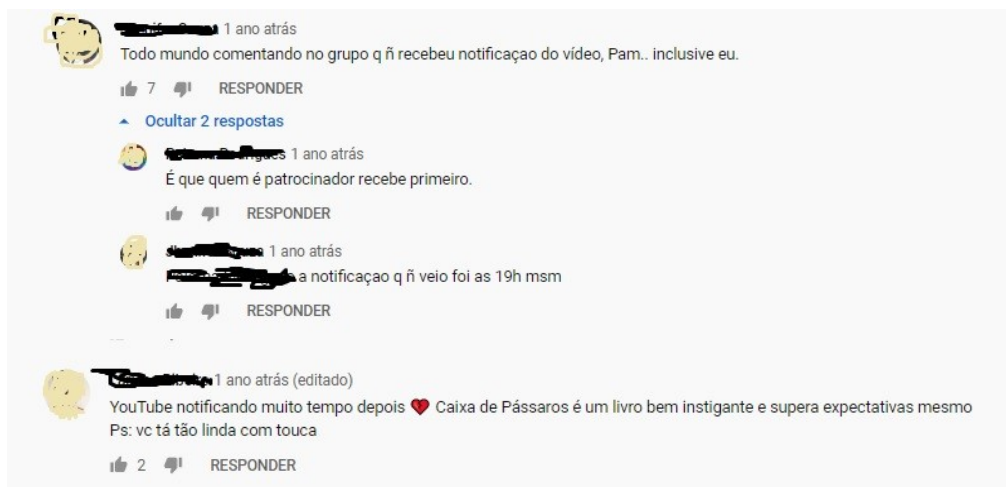 1 ano atrás
Todo mundo comentando no grupo q ñ recebeu notificaçao do vídeo, Pam.. inclusive eu.
7 RESPONDER
Ocultar 2 respostas
1 ano atrás
É que quem é patrocinador recebe primeiro.
RESPONDER
1 ano atrás
a notificaçao q ñ veio foi as 19h msm
RESPONDER
1 ano atrás (editado)
YouTube notificando muito tempo depois 💔 Caixa de Pássaros é um livro bem instigante e supera expectativas mesmo
Ps: vc tá tão linda com touca
2 RESPONDER